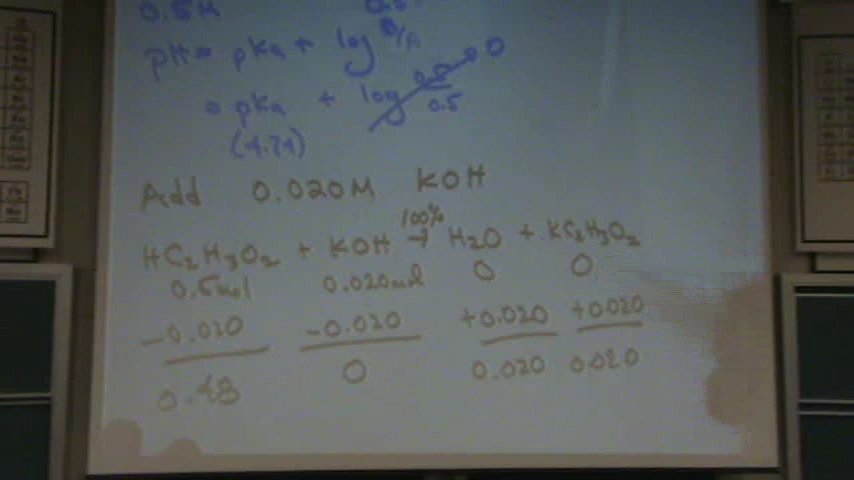 0.5M 0.5
pH = pKa + log B/A
= pKa + log 0.5/0.5 0
(4.74)
Add 0.020M KOH
100%
HC₂H₃O₂ + KOH → H₂O + KC₂H₃O₂
0.5mol 0.020mol 0 0
-0.020 -0.020 +0.020 +0.020
0.48 0 0.020 0.020